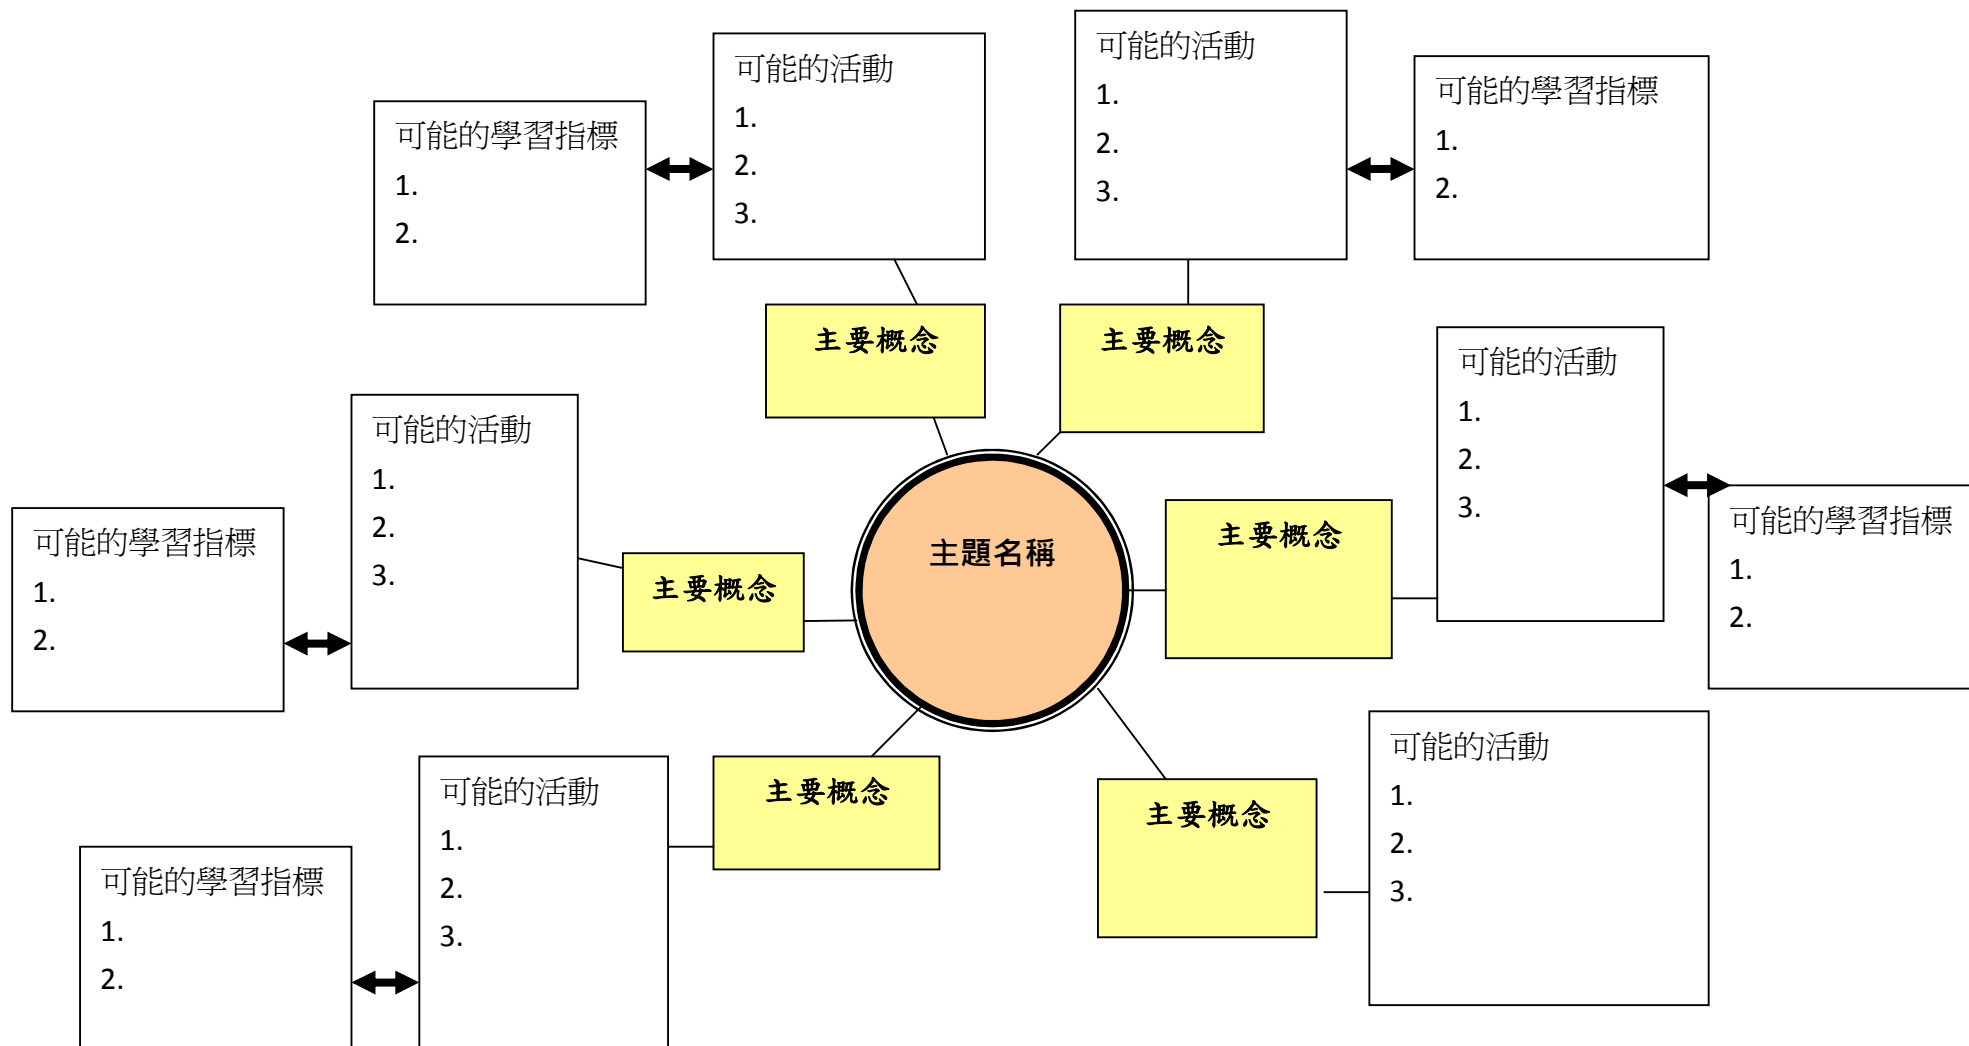 可能的活動
1.
2.
3.
可能的學習指標
1.
2.
可能的活動
1.
2.
3.
可能的學習指標
1.
2.
主要概念
主要概念
可能的活動
1.
2.
3.
可能的學習指標
1.
2.
可能的活動
1.
2.
3.
可能的學習指標
1.
2.
主要概念
主題名稱
主要概念
可能的活動
1.
2.
3.
可能的學習指標
1.
2.
主要概念
主要概念
可能的活動
1.
2.
3.